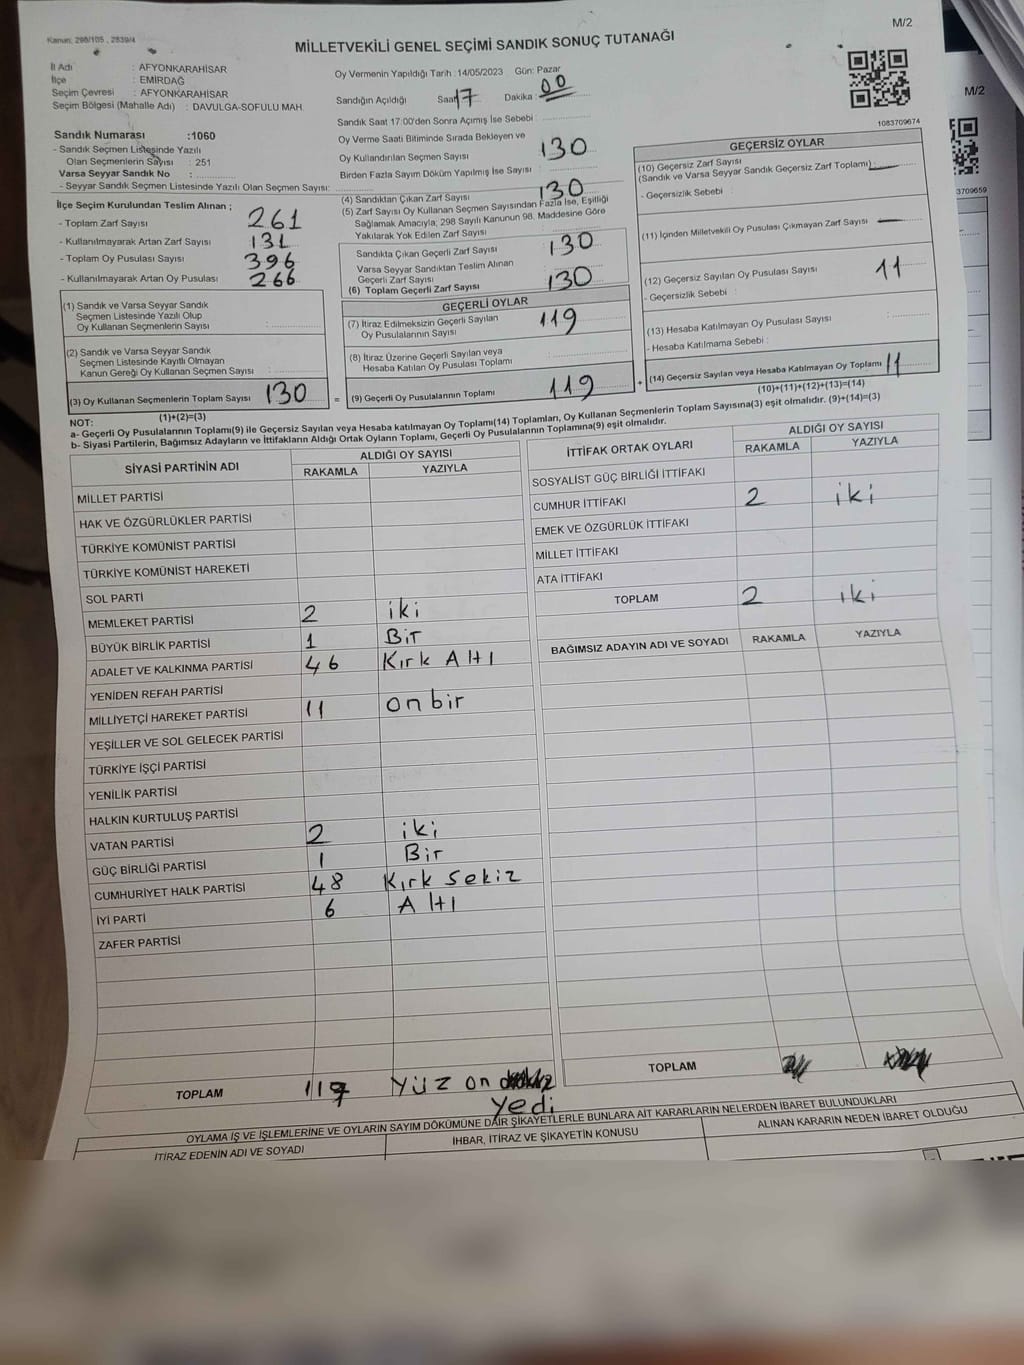 Kanun; 298/105 , 2839/4
M/2
MİLLETVEKİLİ GENEL SEÇİMİ SANDIK SONUÇ TUTANAĞI
İl Adı : AFYONKARAHİSAR
İlçe : EMİRDAĞ
Seçim Çevresi : AFYONKARAHİSAR
Seçim Bölgesi (Mahalle Adı) : DAVULGA-SOFULU MAH.
Sandık Numarası :1060
- Sandık Seçmen Listesinde Yazılı
Olan Seçmenlerin Sayısı : 251
Varsa Seyyar Sandık No :
- Seyyar Sandık Seçmen Listesinde Yazılı Olan Seçmen Sayısı:
Oy Vermenin Yapıldığı Tarih :14/05/2023 Gün: Pazar
Sandığın Açıldığı Saat 17 Dakika : 00
Sandık Saat 17:00'den Sonra Açımış İse Sebebi :
Oy Verme Saati Bitiminde Sırada Bekleyen ve
Oy Kullandırılan Seçmen Sayısı 130
Birden Fazla Sayım Döküm Yapılmış İse Sayısı :
1083709674
İlçe Seçim Kurulundan Teslim Alınan ;
- Toplam Zarf Sayısı : 261
- Kullanılmayarak Artan Zarf Sayısı : 131
- Toplam Oy Pusulası Sayısı : 396
- Kullanılmayarak Artan Oy Pusulası : 266
(1) Sandık ve Varsa Seyyar Sandık
Seçmen Listesinde Yazılı Olup
Oy Kullanan Seçmenlerin Sayısı :
(2) Sandık ve Varsa Seyyar Sandık
Seçmen Listesinde Kayıtlı Olmayan
Kanun Gereği Oy Kullanan Seçmen Sayısı :
(3) Oy Kullanan Seçmenlerin Toplam Sayısı 130
(1)+(2)=(3)
(4) Sandıktan Çıkan Zarf Sayısı 130
(5) Zarf Sayısı Oy Kullanan Seçmen Sayısından Fazla İse, Eşitliği
Sağlamak Amacıyla; 298 Sayılı Kanunun 98. Maddesine Göre
Yakılarak Yok Edilen Zarf Sayısı :
Sandıkta Çıkan Geçerli Zarf Sayısı : 130
Varsa Seyyar Sandıktan Teslim Alınan
Geçerli Zarf Sayısı :
(6) Toplam Geçerli Zarf Sayısı 130
GEÇERLİ OYLAR
(7) İtiraz Edilmeksizin Geçerli Sayılan
Oy Pusulalarının Sayısı : 119
(8) İtiraz Üzerine Geçerli Sayılan veya
Hesaba Katılan Oy Pusulası Toplamı :
= (9) Geçerli Oy Pusulalarının Toplamı 119
GEÇERSİZ OYLAR
(10) Geçersiz Zarf Sayısı
(Sandık ve Varsa Seyyar Sandık Geçersiz Zarf Toplamı) :
- Geçersizlik Sebebi :
(11) İçinden Milletvekili Oy Pusulası Çıkmayan Zarf Sayısı
(12) Geçersiz Sayılan Oy Pusulası Sayısı : 11
- Geçersizlik Sebebi :
(13) Hesaba Katılmayan Oy Pusulası Sayısı :
- Hesaba Katılmama Sebebi :
+ (14) Geçersiz Sayılan veya Hesaba Katılmayan Oy Toplamı 11
(10)+(11)+(12)+(13)=(14)
NOT:
a- Geçerli Oy Pusulalarının Toplamı(9) ile Geçersiz Sayılan veya Hesaba katılmayan Oy Toplamı(14) Toplamları, Oy Kullanan Seçmenlerin Toplam Sayısına(3) eşit olmalıdır. (9)+(14)=(3)
b- Siyasi Partilerin, Bağımsız Adayların ve İttifakların Aldığı Ortak Oyların Toplamı, Geçerli Oy Pusulalarının Toplamına(9) eşit olmalıdır.
SİYASİ PARTİNİN ADI ALDIĞI OY SAYISI
RAKAMLA YAZIYLA
MİLLET PARTİSİ
HAK VE ÖZGÜRLÜKLER PARTİSİ
TÜRKİYE KOMÜNİST PARTİSİ
TÜRKİYE KOMÜNİST HAREKETİ
SOL PARTİ
MEMLEKET PARTİSİ 2 iki
BÜYÜK BİRLİK PARTİSİ 1 Bir
ADALET VE KALKINMA PARTİSİ 46 Kırk Altı
YENİDEN REFAH PARTİSİ
MİLLİYETÇİ HAREKET PARTİSİ 11 on bir
YEŞİLLER VE SOL GELECEK PARTİSİ
TÜRKİYE İŞÇİ PARTİSİ
YENİLİK PARTİSİ
HALKIN KURTULUŞ PARTİSİ
VATAN PARTİSİ 2 iki
GÜÇ BİRLİĞİ PARTİSİ 1 Bir
CUMHURİYET HALK PARTİSİ 48 Kırk Sekiz
İYİ PARTİ 6 Altı
ZAFER PARTİSİ
TOPLAM 117 Yüz on
yedi
İTTİFAK ORTAK OYLARI ALDIĞI OY SAYISI
RAKAMLA YAZIYLA
SOSYALİST GÜÇ BİRLİĞİ İTTİFAKI
CUMHUR İTTİFAKI 2 iki
EMEK VE ÖZGÜRLÜK İTTİFAKI
MİLLET İTTİFAKI
ATA İTTİFAKI
TOPLAM 2 iki
BAĞIMSIZ ADAYIN ADI VE SOYADI RAKAMLA YAZIYLA
TOPLAM
OYLAMA İŞ VE İŞLEMLERİNE VE OYLARIN SAYIM DÖKÜMÜNE DAİR ŞİKAYETLERLE BUNLARA AİT KARARLARIN NELERDEN İBARET BULUNDUKLARI
İTİRAZ EDENİN ADI VE SOYADI İHBAR, İTİRAZ VE ŞİKAYETİN KONUSU ALINAN KARARIN NEDEN İBARET OLDUĞU
M/2
3709659